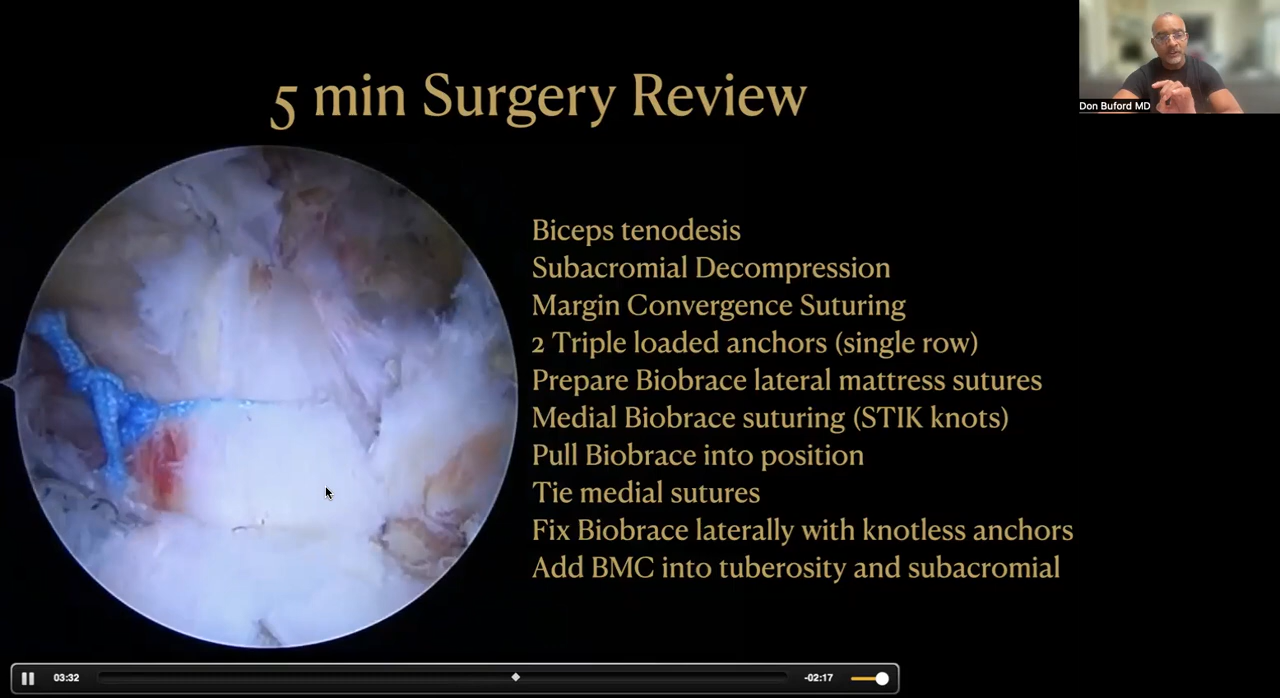 5 min Surgery Review
Don Buford MD
Biceps tenodesis
Subacromial Decompression
Margin Convergence Suturing
2 Triple loaded anchors (single row)
Prepare Biobrace lateral mattress sutures
Medial Biobrace suturing (STIK knots)
Pull Biobrace into position
Tie medial sutures
Fix Biobrace laterally with knotless anchors
Add BMC into tuberosity and subacromial
03:32
-02:17